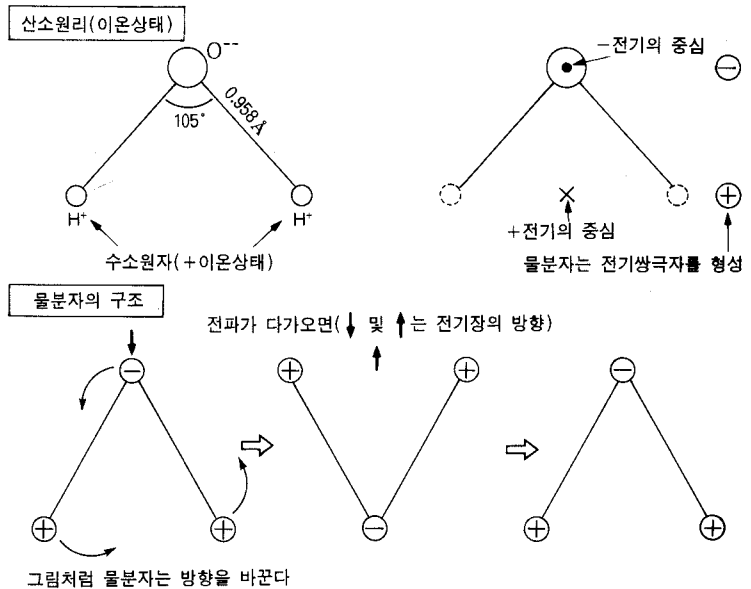 산소원리(이온상태)
O⁻⁻
0.958Å
105°
H⁺
H⁺
수소원자(+이온상태)
−전기의 중심
−
+
+전기의 중심
물분자는 전기쌍극자를 형성
물분자의 구조
전파가 다가오면(↓ 및 ↑는 전기장의 방향)
−
+
+
+
+
−
−
+
+
그림처럼 물분자는 방향을 바꾼다